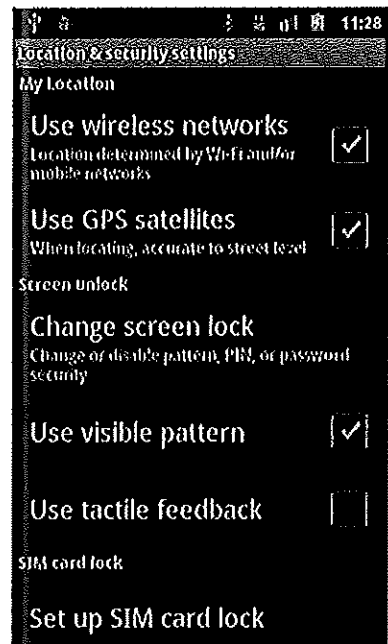 11:28
Location & security settings
My Location
Use wireless networks
Location determined by Wi-Fi and/or
mobile networks
Use GPS satellites
When locating, accurate to street level
Screen unlock
Change screen lock
Change or disable pattern, PIN, or password
security
Use visible pattern
Use tactile feedback
SIM card lock
Set up SIM card lock